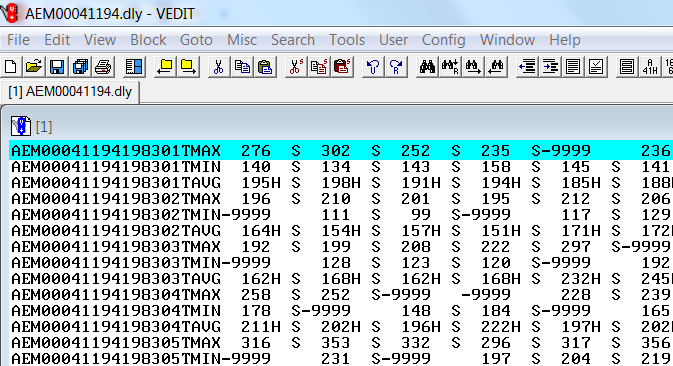 AEM00041194.dly - VEDIT
File Edit View Block Goto Misc Search Tools User Config Window Help
[1] AEM00041194.dly
[1]
AEM00041194198301TMAX  276  S  302  S  252  S  235  S-9999     236
AEM00041194198301TMIN  140  S  134  S  143  S  158  S  145  S  141
AEM00041194198301TAVG  195H S  198H S  191H S  194H S  185H S  188H
AEM00041194198302TMAX  196  S  210  S  201  S  195  S  212  S  206
AEM00041194198302TMIN-9999     111  S   99  S-9999     117  S  129
AEM00041194198302TAVG  164H S  154H S  157H S  151H S  171H S  172H
AEM00041194198303TMAX  192  S  199  S  208  S  222  S  297  S-9999
AEM00041194198303TMIN-9999     128  S  123  S  120  S-9999     192
AEM00041194198303TAVG  162H S  168H S  162H S  168H S  232H S  245H
AEM00041194198304TMAX  258  S  252  S-9999    -9999     228  S  239
AEM00041194198304TMIN  178  S-9999     148  S  184  S-9999     165
AEM00041194198304TAVG  211H S  202H S  196H S  222H S  197H S  202H
AEM00041194198305TMAX  316  S  353  S  332  S  296  S  317  S  356
AEM00041194198305TMIN-9999     231  S-9999     197  S  204  S  219